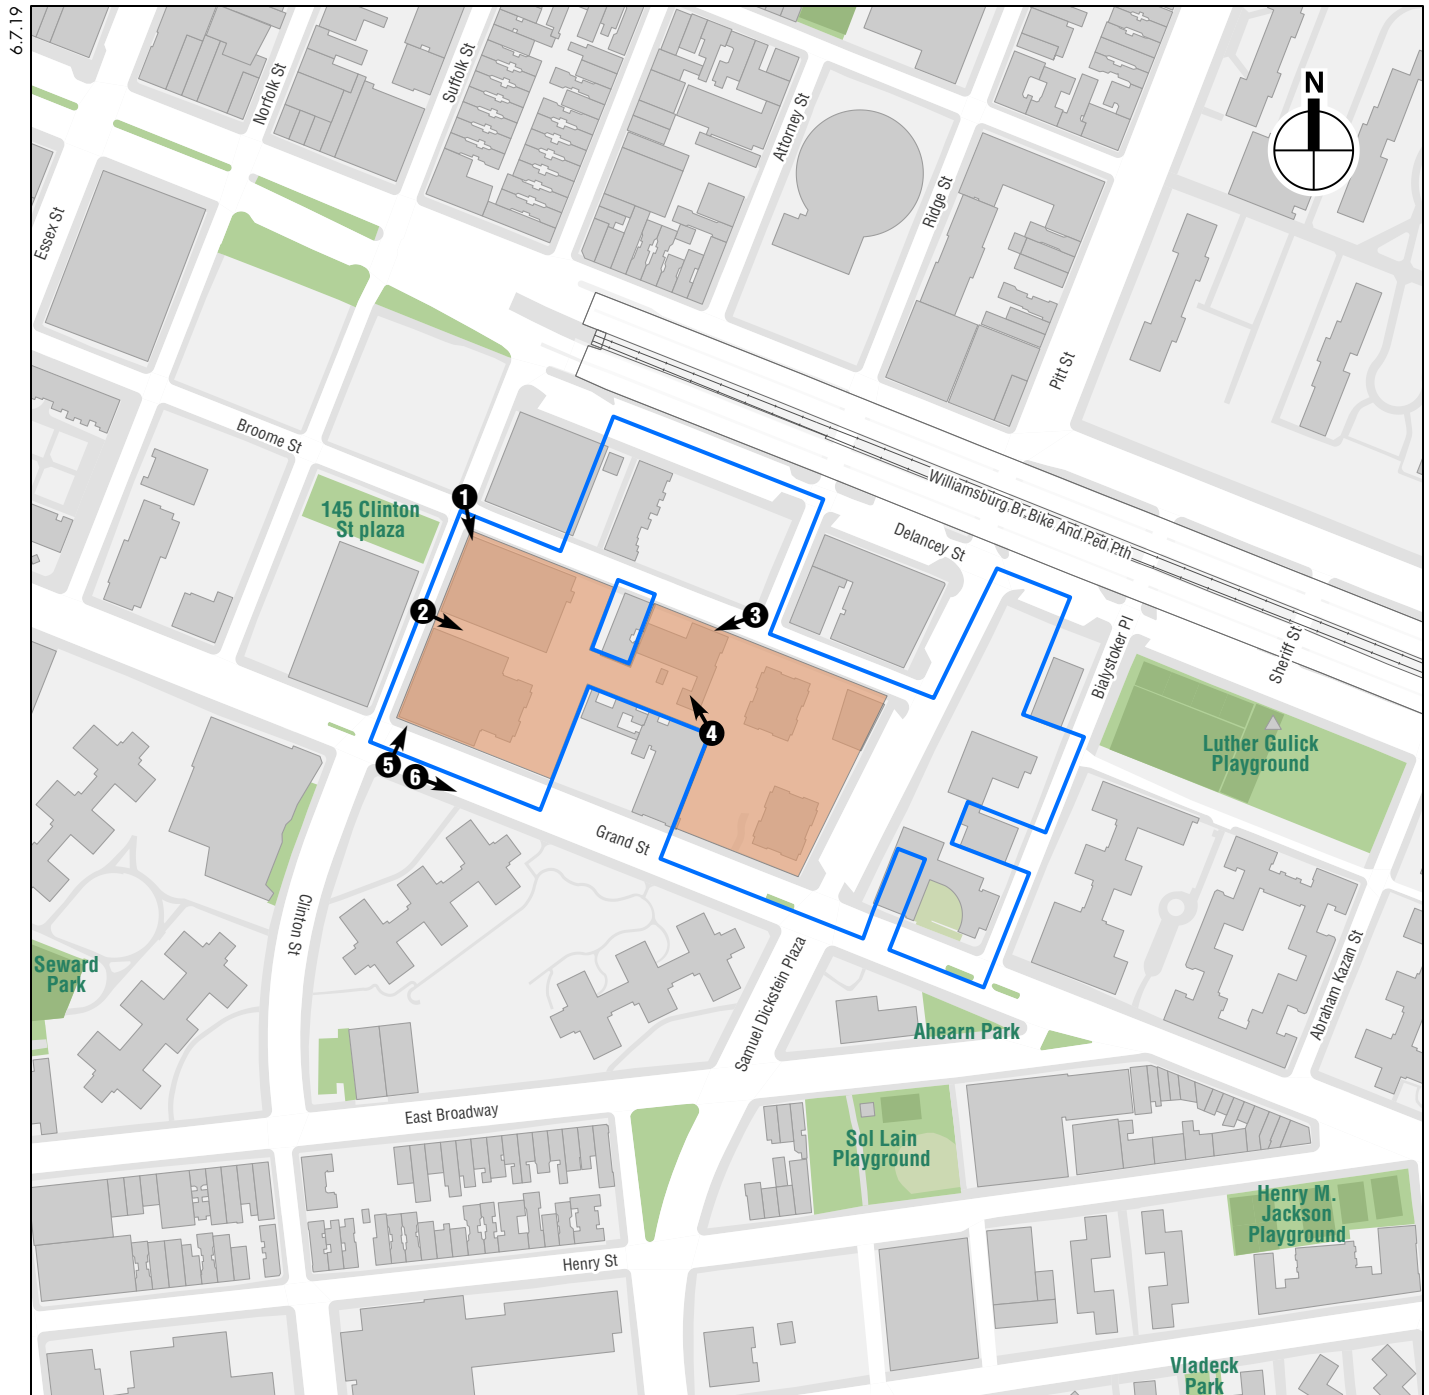 6.7.19
N
Norfolk St
Suffolk St
Attorney St
Ridge St
Essex St
Pitt St
Broome St
145 Clinton
St plaza
1
Williamsburg Br Bike And Ped Pth
Delancey St
2
3
Bialystoker Pl
Sheriff St
4
Luther Gulick
Playground
5
6
Grand St
Clinton St
Seward
Park
Samuel Dickstein Plaza
Abraham Kazan St
Ahearn Park
East Broadway
Sol Lain
Playground
Henry M.
Jackson
Playground
Henry St
Vladeck
Park